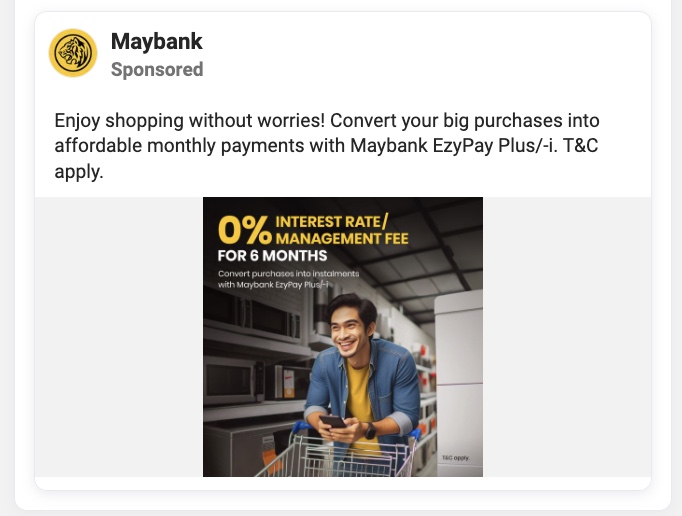 Maybank
Sponsored
Enjoy shopping without worries! Convert your big purchases into
affordable monthly payments with Maybank EzyPay Plus/-i. T&C
apply.
0% INTEREST RATE/
MANAGEMENT FEE
FOR 6 MONTHS
Convert purchases into instalments
with Maybank EzyPay Plus/-i
T&C apply.